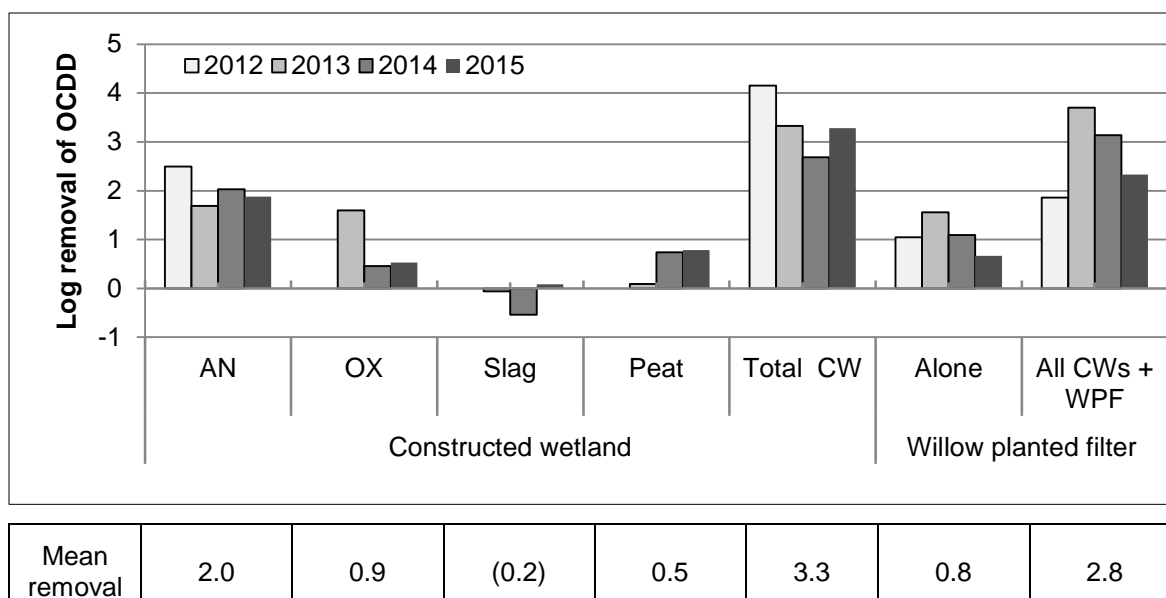 5
4
3
2
1
0
-1
Log removal of OCDD
2012 2013 2014 2015
AN OX Slag Peat Total CW Alone All CWs +
WPF
Constructed wetland Willow planted filter
Mean
removal 2.0 0.9 (0.2) 0.5 3.3 0.8 2.8